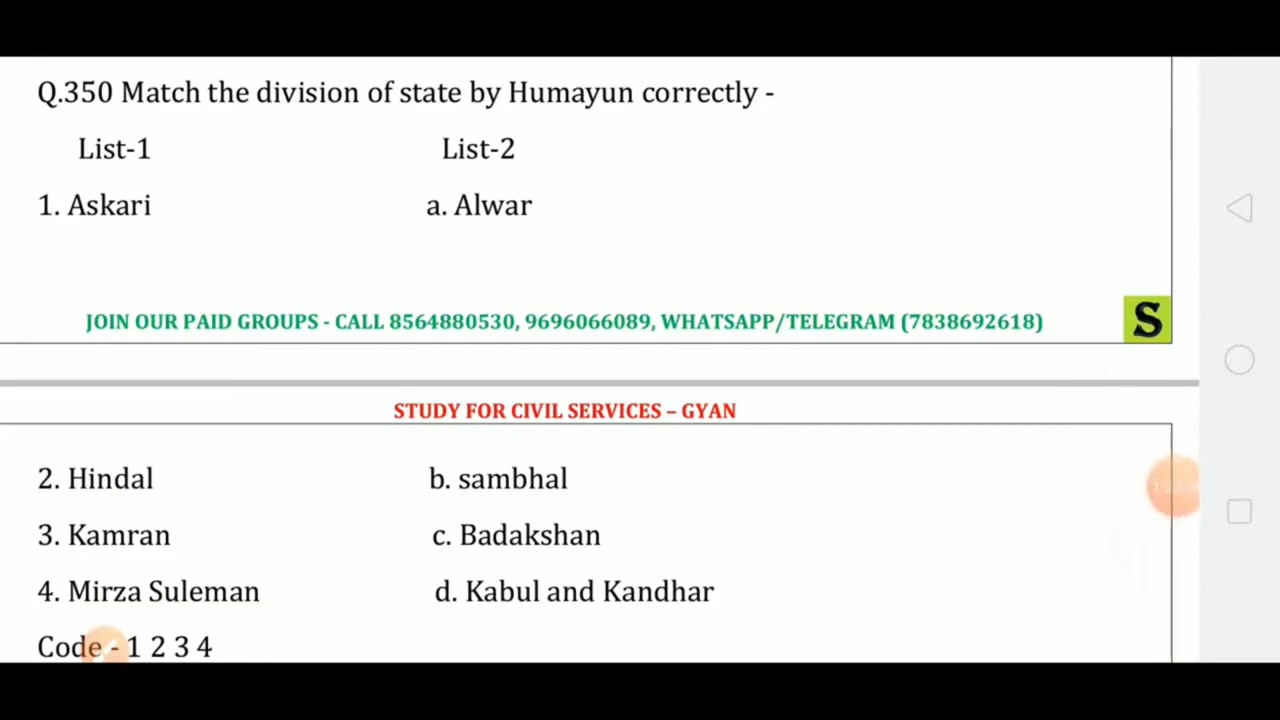 Q.350 Match the division of state by Humayun correctly -
List-1 List-2
1. Askari a. Alwar
JOIN OUR PAID GROUPS - CALL 8564880530, 9696066089, WHATSAPP/TELEGRAM (7838692618)
S
STUDY FOR CIVIL SERVICES – GYAN
2. Hindal b. sambhal
3. Kamran c. Badakshan
4. Mirza Suleman d. Kabul and Kandhar
Code - 1 2 3 4